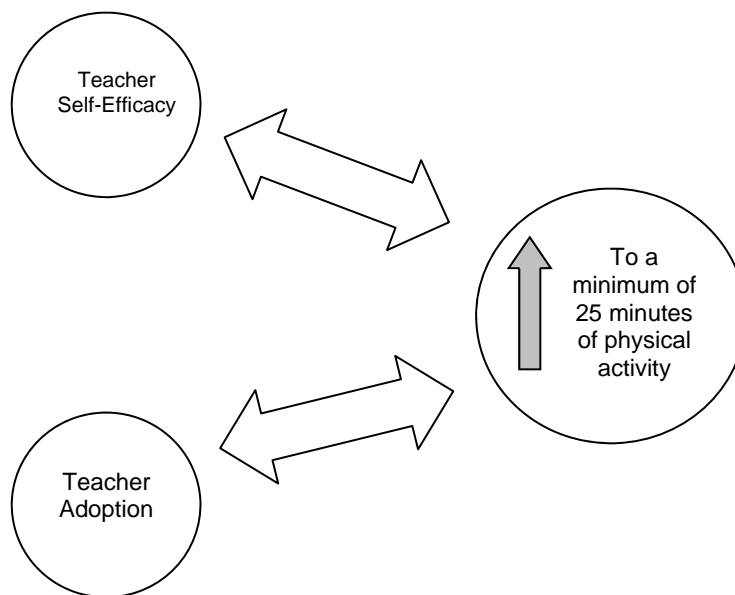 Teacher
Self-Efficacy
To a
minimum of
25 minutes
of physical
activity
Teacher
Adoption